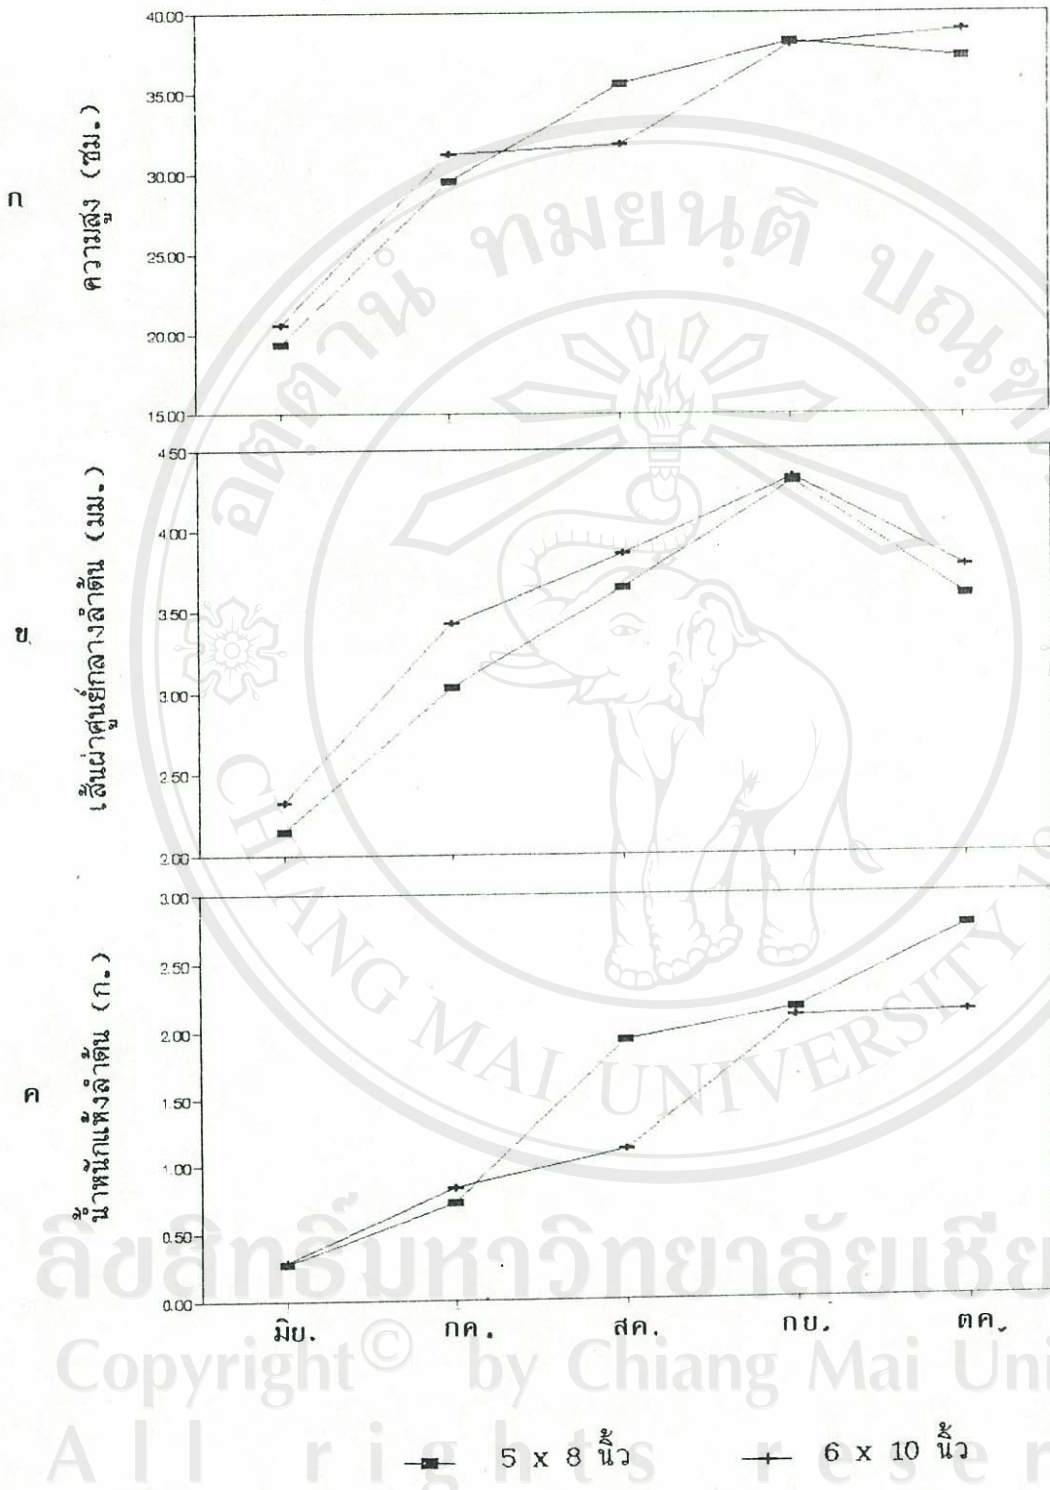 40.00
35.00
30.00
25.00
20.00
15.00
ก
ความสูง (ซม.)
4.50
4.00
3.50
3.00
2.50
2.00
ข
เส้นผ่าศูนย์กลางลำต้น (มม.)
3.00
2.50
2.00
1.50
1.00
0.50
0.00
ค
น้ำหนักแห้งลำต้น (ก.)
มิย. กค. สค. กย. ตค.
5 x 8 นิ้ว 6 x 10 นิ้ว
CHIANG MAI UNIVERSITY
ลิขสิทธิ์มหาวิทยาลัยเชีย
Copyright© by Chiang Mai Uni
All rights reser